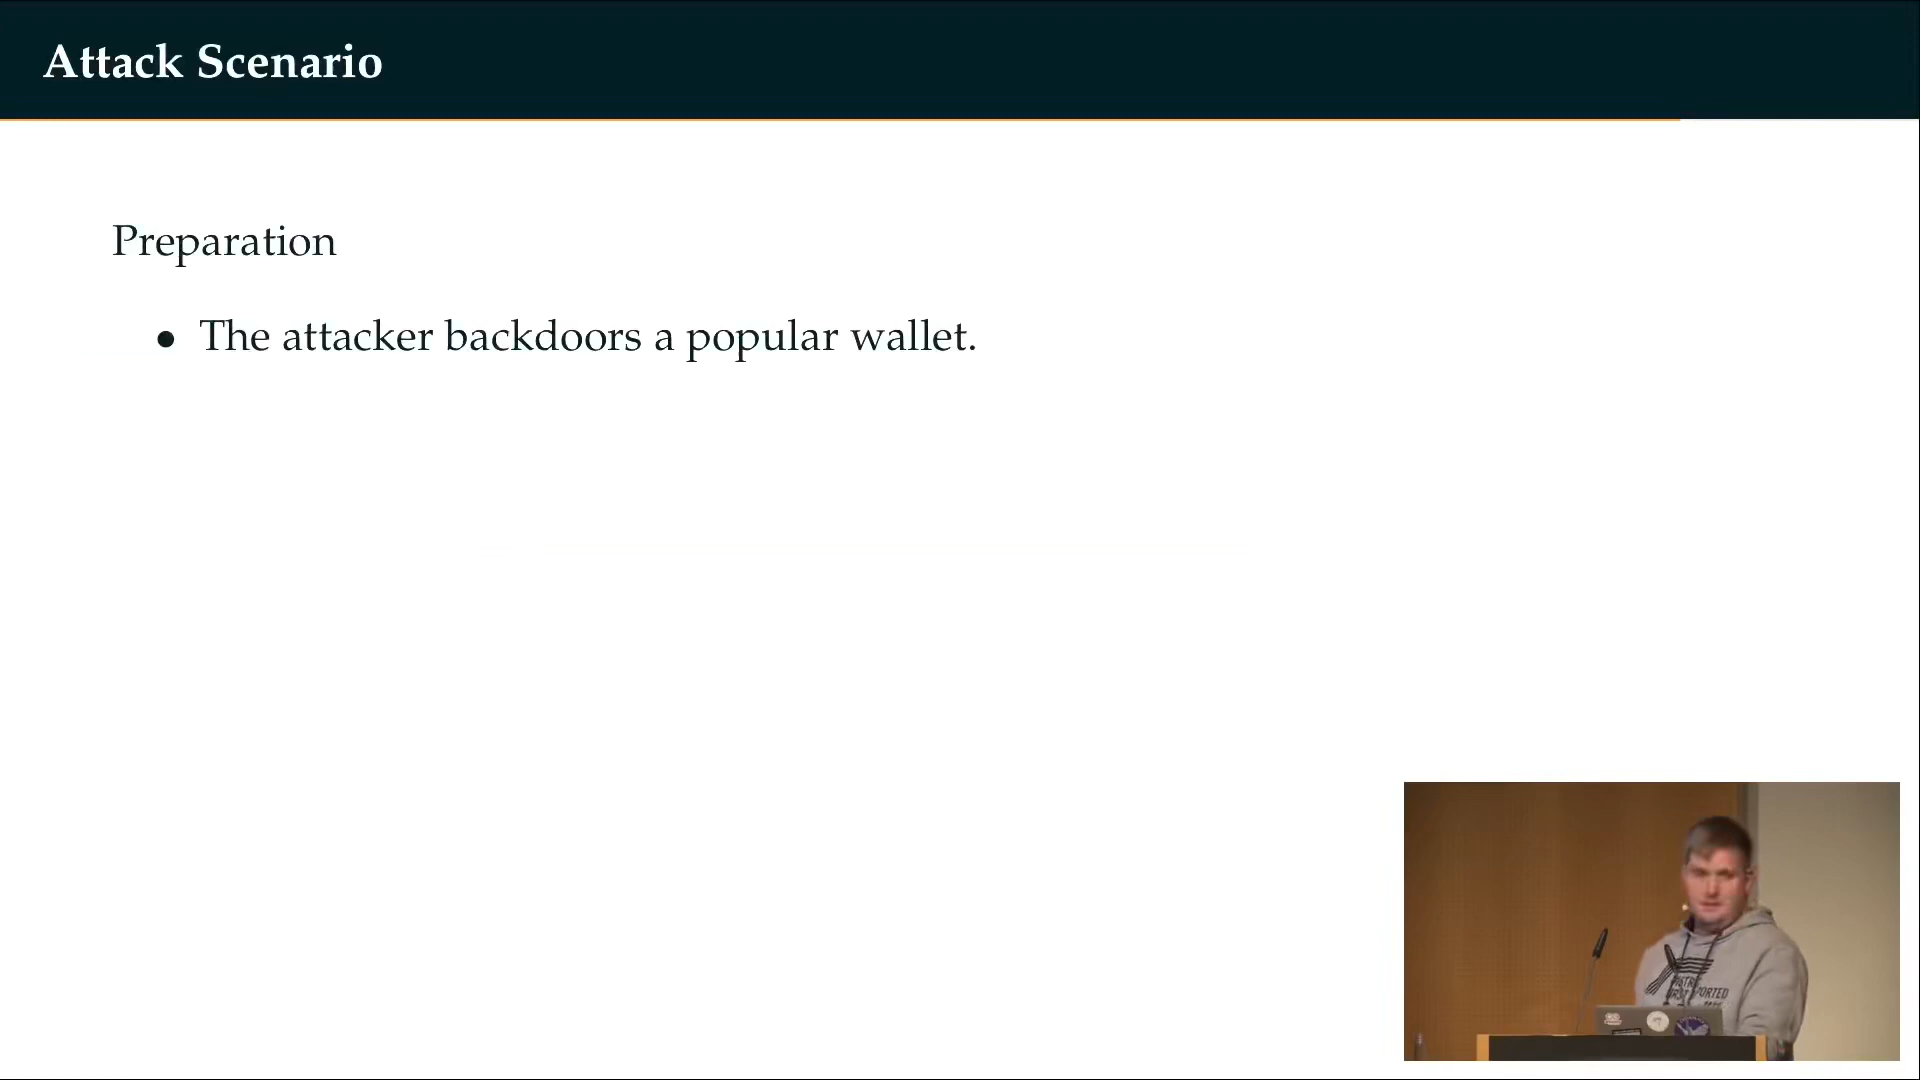 Attack Scenario
Preparation
• The attacker backdoors a popular wallet.